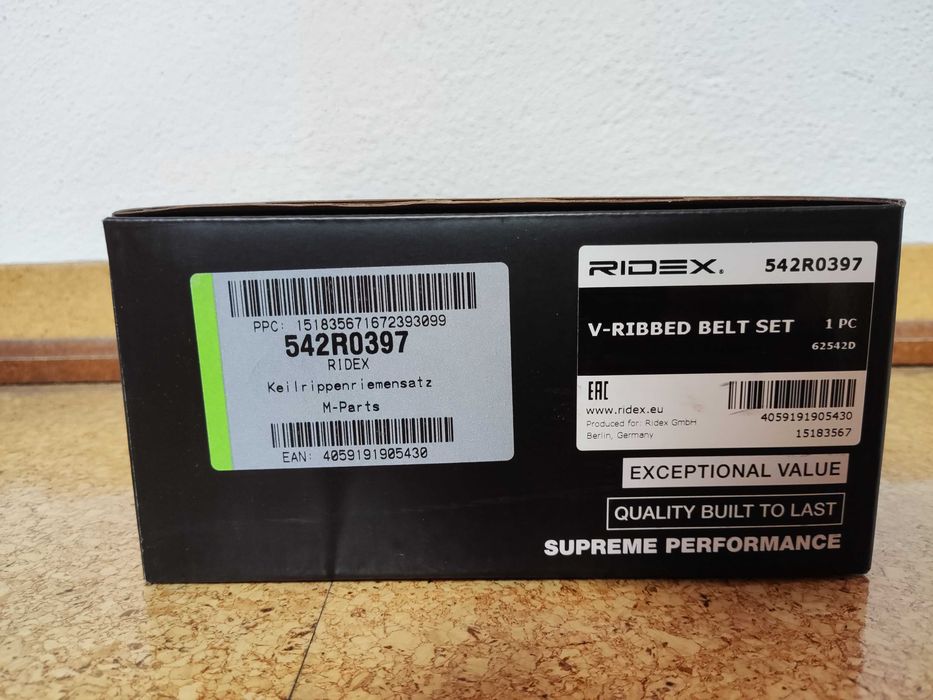 PPC: 151835671672393099
542R0397
RIDEX
Keilrippenriemensatz
M-Parts
EAN: 4059191905430
RIDEX® 542R0397
V-RIBBED BELT SET 1 PC
62542D
EAC
www.ridex.eu
Produced for: Ridex GmbH
Berlin, Germany
4059191905430
15183567
EXCEPTIONAL VALUE
QUALITY BUILT TO LAST
SUPREME PERFORMANCE